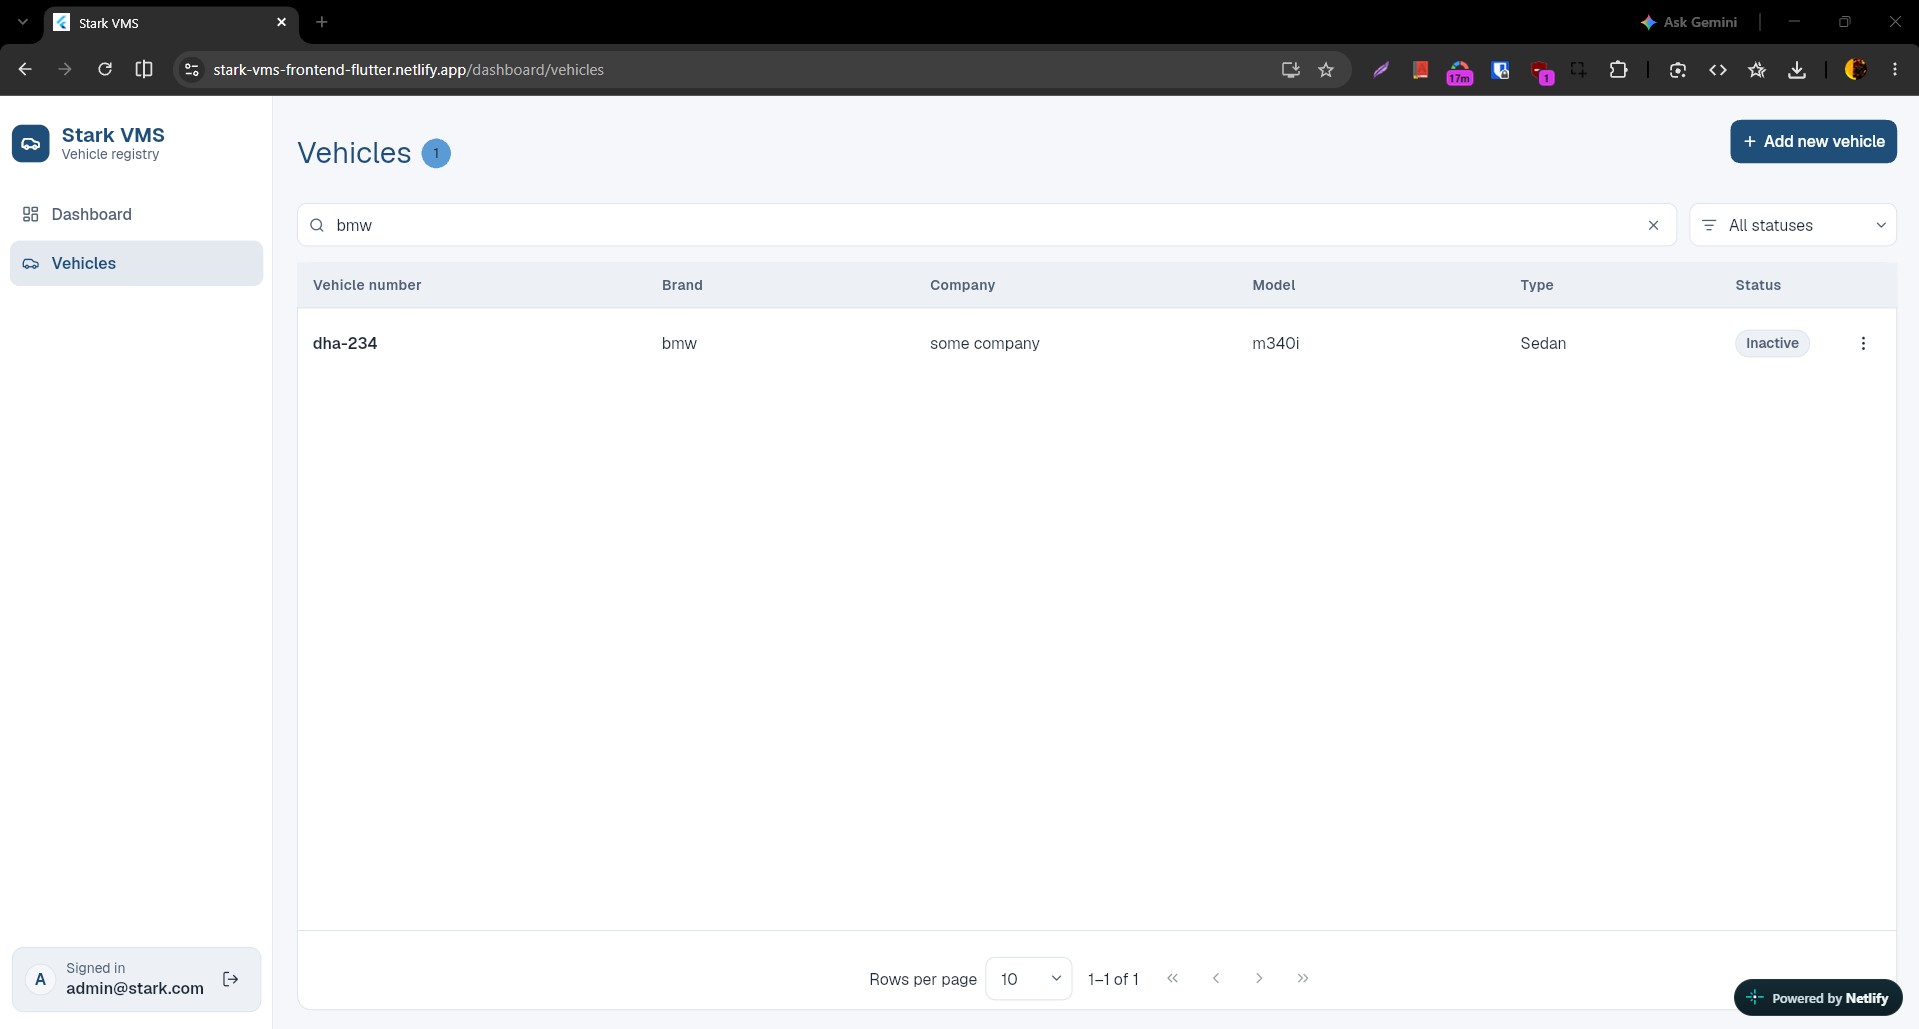 Stark VMS
Ask Gemini
stark-vms-frontend-flutter.netlify.app/dashboard/vehicles
17m
1
Stark VMS
Vehicle registry
Dashboard
Vehicles
Vehicles 1
+ Add new vehicle
bmw
All statuses
Vehicle number Brand Company Model Type Status
dha-234 bmw some company m340i Sedan Inactive
Rows per page 10 1–1 of 1
A
Signed in
admin@stark.com
Powered by Netlify